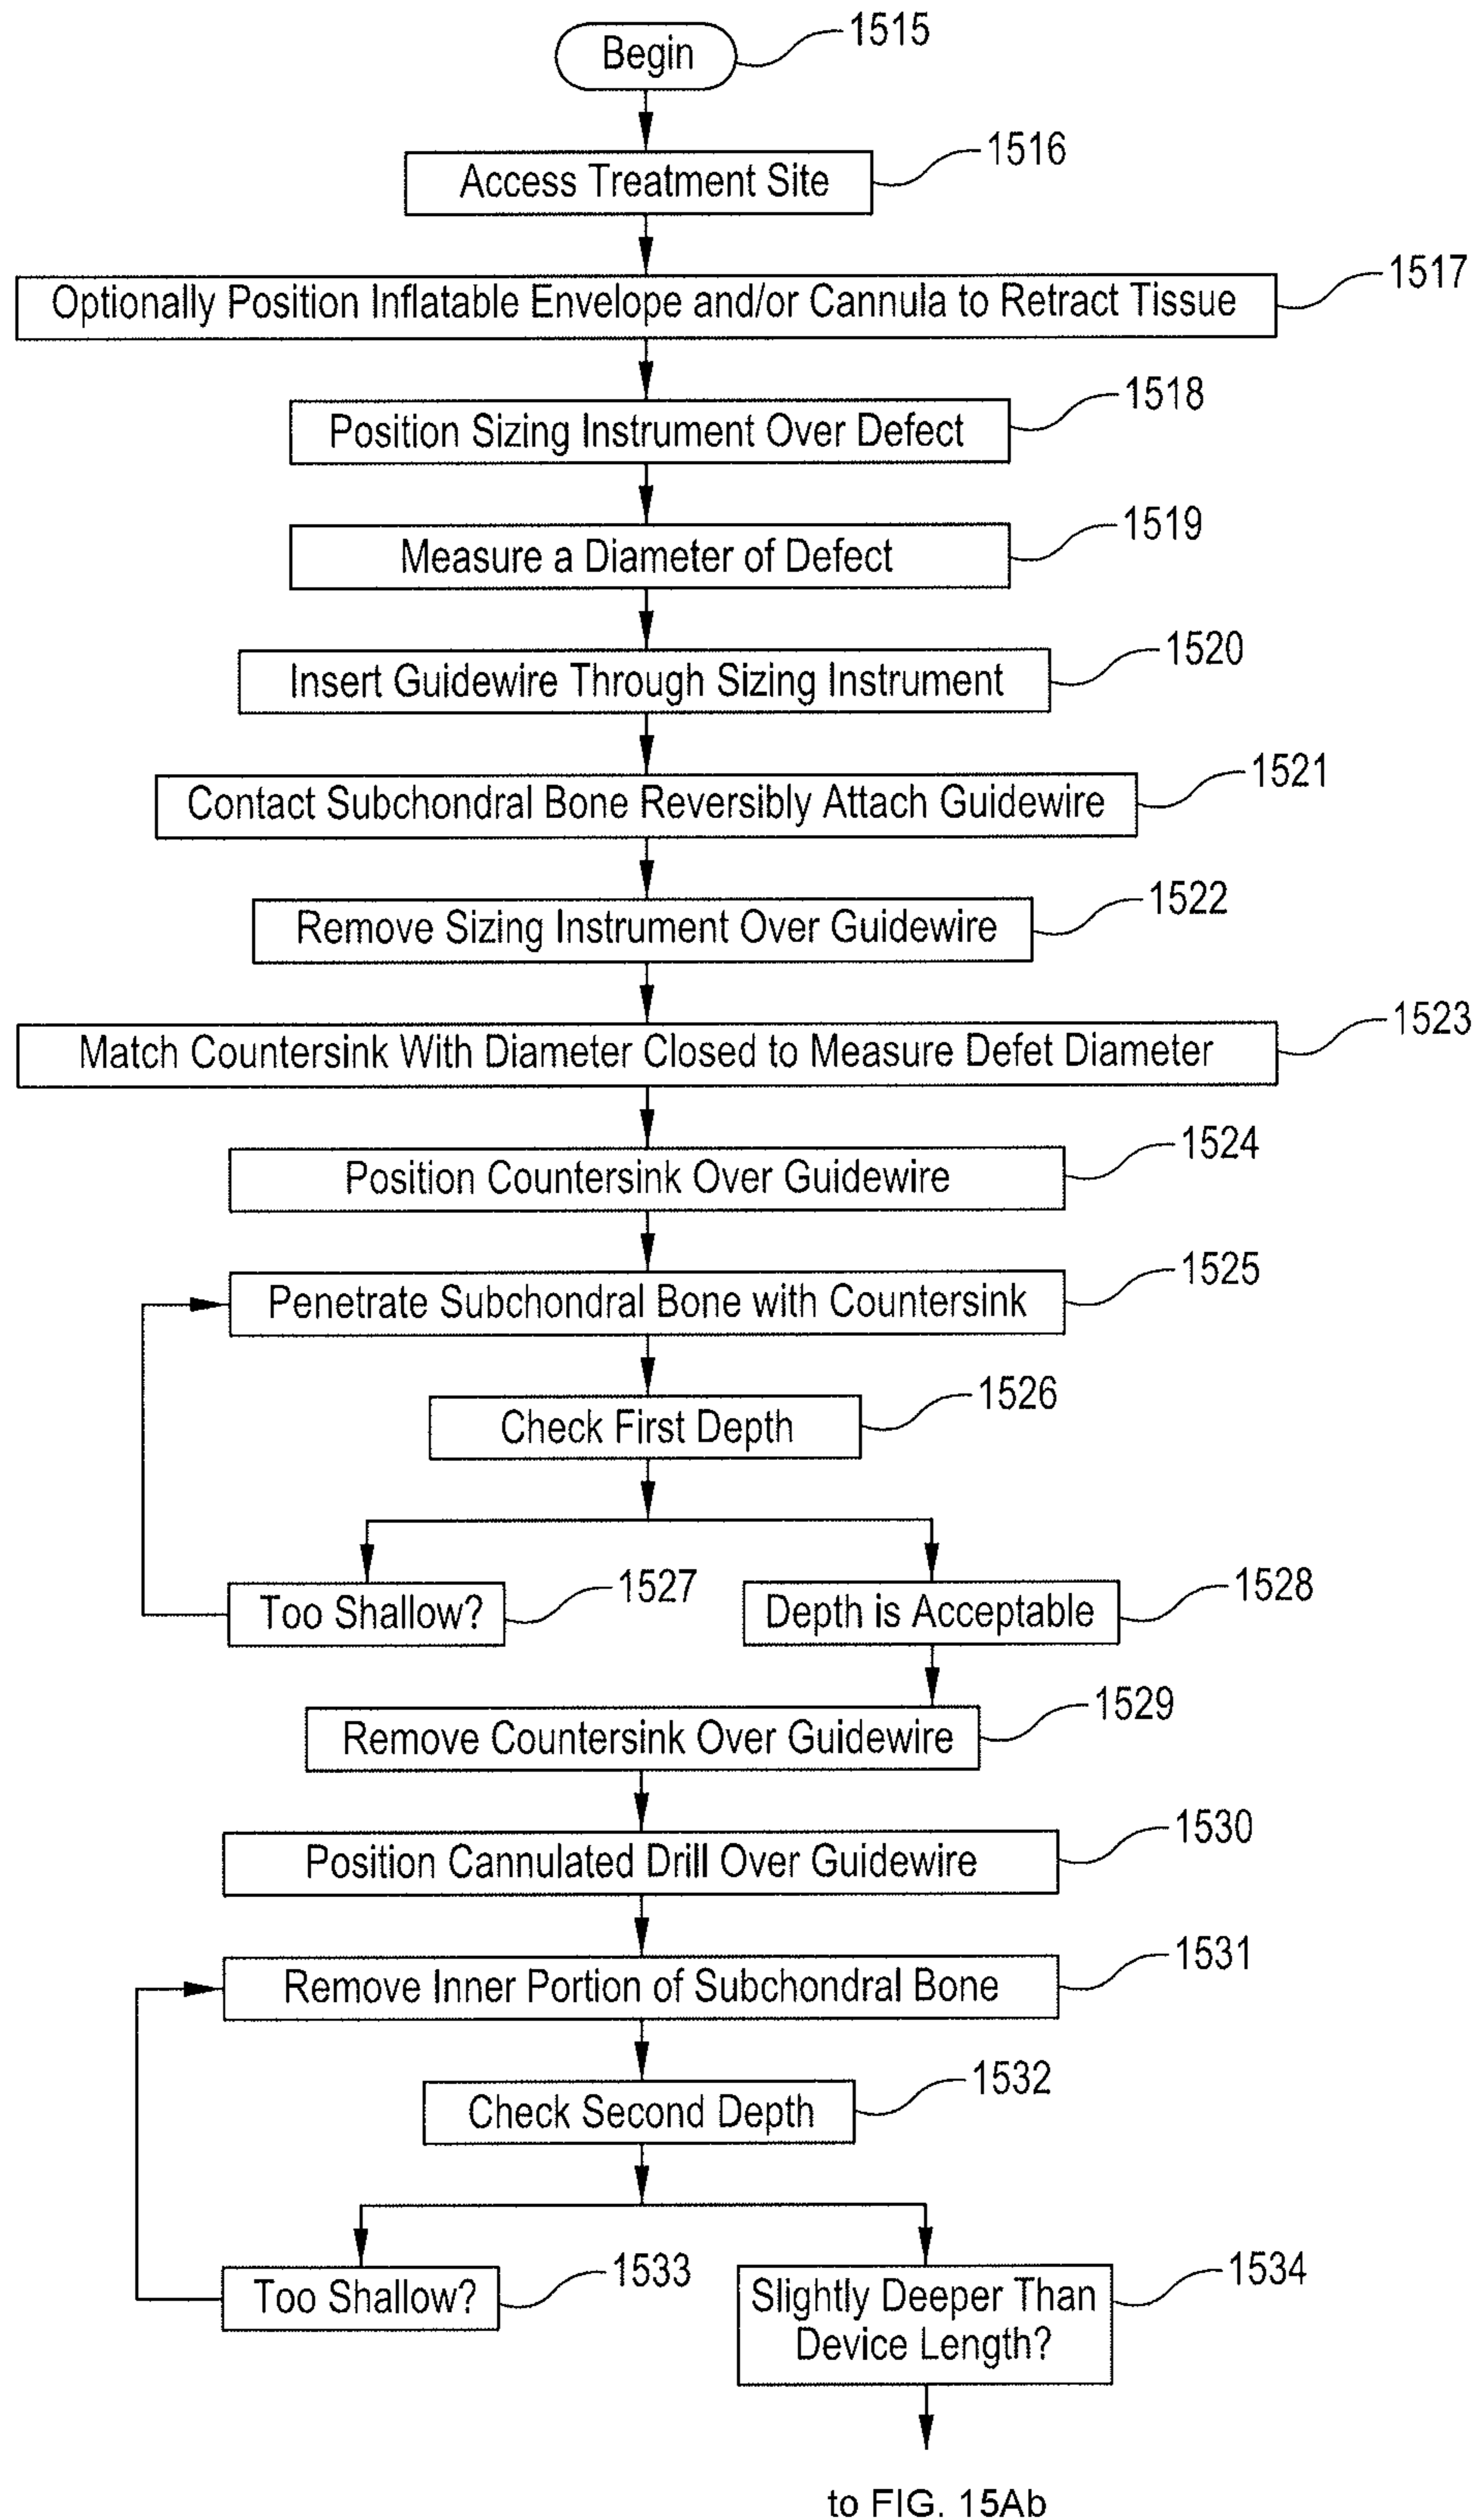 Begin
1515
Access Treatment Site
1516
Optionally Position Inflatable Envelope and/or Cannula to Retract Tissue
1517
Position Sizing Instrument Over Defect
1518
Measure a Diameter of Defect
1519
Insert Guidewire Through Sizing Instrument
1520
Contact Subchondral Bone Reversibly Attach Guidewire
1521
Remove Sizing Instrument Over Guidewire
1522
Match Countersink With Diameter Closed to Measure Defet Diameter
1523
Position Countersink Over Guidewire
1524
Penetrate Subchondral Bone with Countersink
1525
Check First Depth
1526
Too Shallow?
1527
Depth is Acceptable
1528
Remove Countersink Over Guidewire
1529
Position Cannulated Drill Over Guidewire
1530
Remove Inner Portion of Subchondral Bone
1531
Check Second Depth
1532
Too Shallow?
1533
Slightly Deeper Than
Device Length?
1534
to FIG. 15Ab